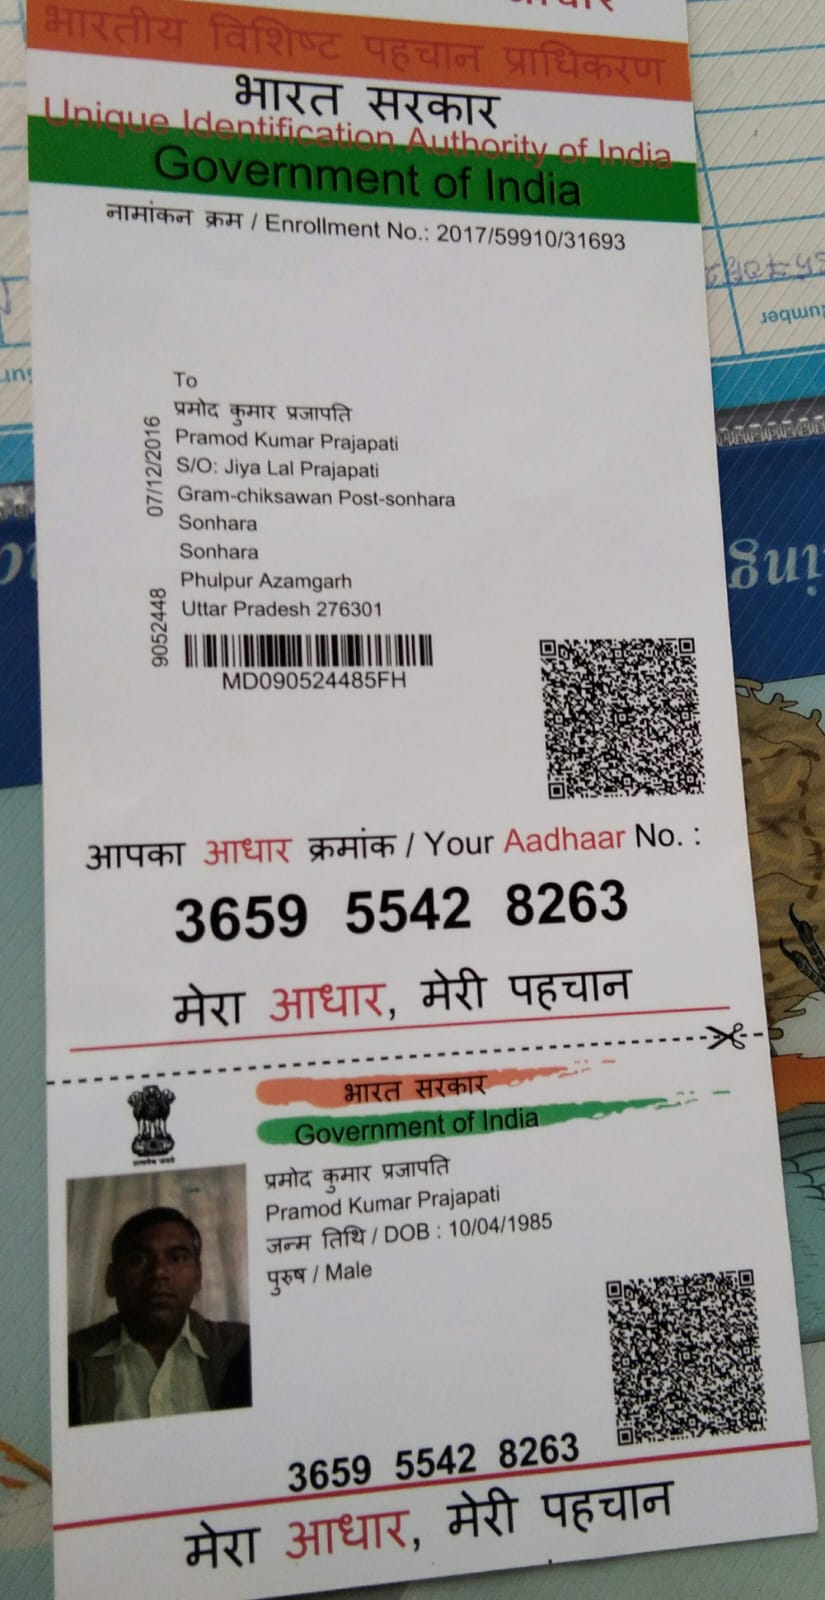 भारतीय विशिष्ट पहचान प्राधिकरण
भारत सरकार
Unique Identification Authority of India
Government of India
नामांकन क्रम / Enrollment No.: 2017/59910/31693
To
प्रमोद कुमार प्रजापति
Pramod Kumar Prajapati
S/O: Jiya Lal Prajapati
Gram-chiksawan Post-sonhara
Sonhara
Sonhara
Phulpur Azamgarh
Uttar Pradesh 276301
07/12/2016
9052448
MD090524485FH
आपका आधार क्रमांक / Your Aadhaar No. :
3659 5542 8263
मेरा आधार, मेरी पहचान
भारत सरकार
Government of India
प्रमोद कुमार प्रजापति
Pramod Kumar Prajapati
जन्म तिथि / DOB : 10/04/1985
पुरुष / Male
3659 5542 8263
मेरा आधार, मेरी पहचान